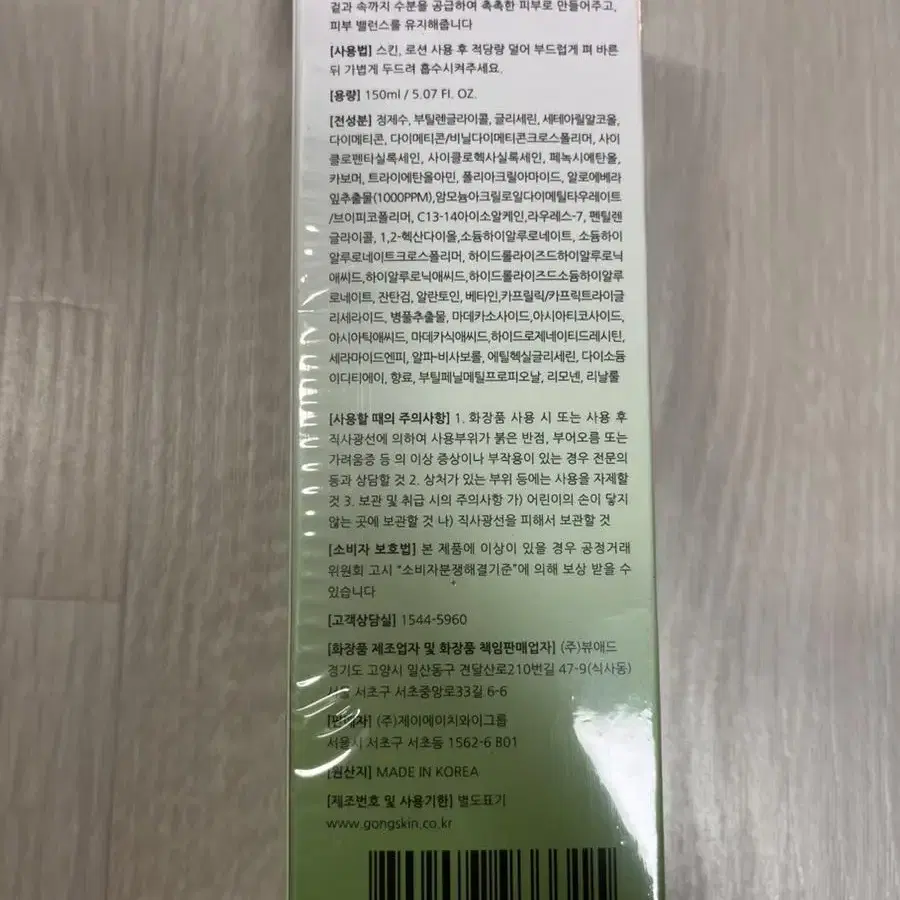 겉과 속까지 수분을 공급하여 촉촉한 피부로 만들어주고,
피부 밸런스를 유지해줍니다
[사용법] 스킨, 로션 사용 후 적당량 덜어 부드럽게 펴 바른
뒤 가볍게 두드려 흡수시켜주세요.
[용량] 150ml / 5.07 Fl. OZ.
[전성분] 정제수, 부틸렌글라이콜, 글리세린, 세테아릴알코올,
다이메티콘, 다이메티콘/비닐다이메티콘크로스폴리머, 사이
클로펜타실록세인, 사이클로헥사실록세인, 페녹시에탄올,
카보머, 트라이에탄올아민, 폴리아크릴아마이드, 알로에베라
잎추출물(1000PPM),암모늄아크릴로일다이메틸타우레이트
/브이피코폴리머, C13-14아이소알케인,라우레스-7, 펜틸렌
글라이콜, 1,2-헥산다이올,소듐하이알루로네이트, 소듐하이
알루로네이트크로스폴리머, 하이드롤라이즈드하이알루로닉
애씨드,하이알루로닉애씨드,하이드롤라이즈드소듐하이알루
로네이트, 잔탄검, 알란토인, 베타인,카프릴릭/카프릭트라이글
리세라이드, 병풀추출물, 마데카소사이드,아시아티코사이드,
아시아틱애씨드, 마데카식애씨드,하이드로제네이티드레시틴,
세라마이드엔피, 알파-비사보롤, 에틸헥실글리세린, 다이소듐
이디티에이, 향료, 부틸페닐메틸프로피오날, 리모넨, 리날롤
[사용할 때의 주의사항] 1. 화장품 사용 시 또는 사용 후
직사광선에 의하여 사용부위가 붉은 반점, 부어오름 또는
가려움증 등 의 이상 증상이나 부작용이 있는 경우 전문의
동과 상담할 것 2. 상처가 있는 부위 등에는 사용을 자제할
것 3. 보관 및 취급 시의 주의사항 가) 어린이의 손이 닿지
않는 곳에 보관할 것 나) 직사광선을 피해서 보관할 것
[소비자 보호법] 본 제품에 이상이 있을 경우 공정거래
위원회 고시 "소비자분쟁해결기준"에 의해 보상 받을 수
있습니다
[고객상담실] 1544-5960
[화장품 제조업자 및 화장품 책임판매업자] (주)뷰애드
경기도 고양시 일산동구 견달산로210번길 47-9(식사동)
서울 서초구 서초중앙로33길 6-6
[판매자] (주)제이에이치와이그룹
서울시 서초구 서초동 1562-6 B01
[원산지] MADE IN KOREA
[제조번호 및 사용기한] 별도표기
www.gongskin.co.kr